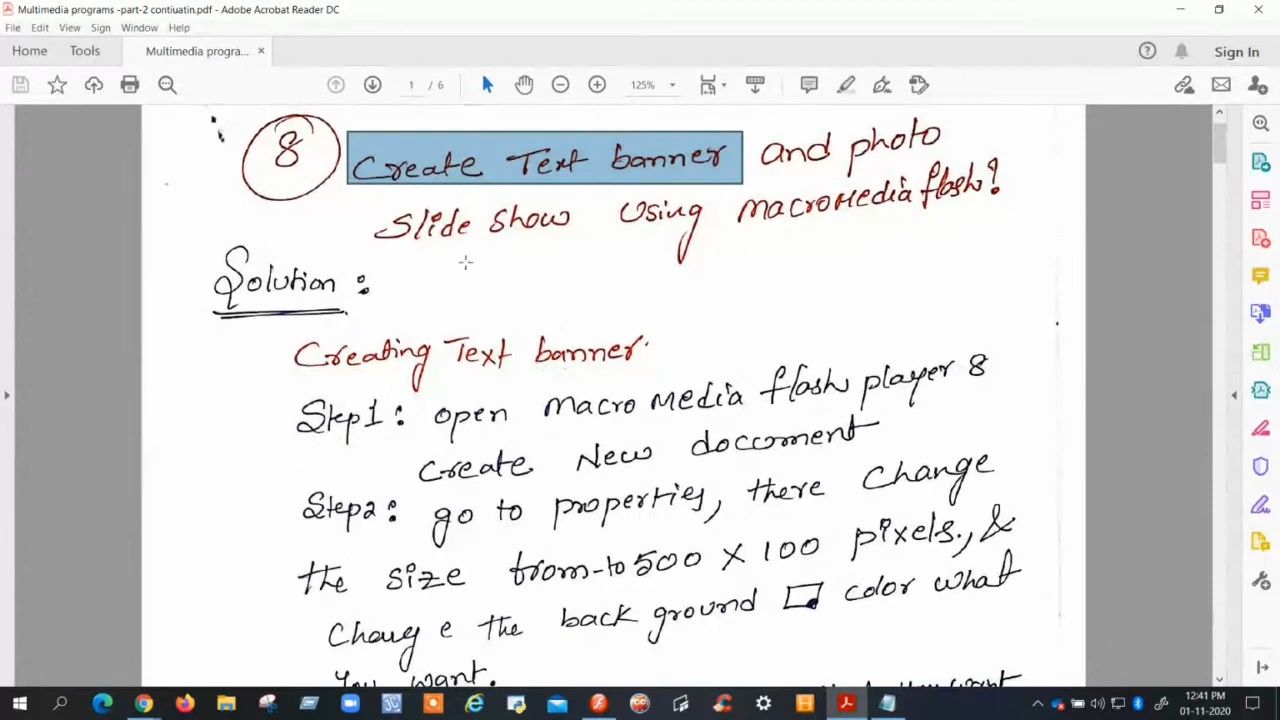 Multimedia programs -part-2 contiuatin.pdf - Adobe Acrobat Reader DC
File Edit View Sign Window Help
Home Tools Multimedia progra... × Sign In
1 / 6 125%
8 Create Text banner and photo
Slide show Using macromedia flash?
Solution:
Creating Text banner.
Step1: open macromedia flash player 8
create New doccoment
Step2: go to properties, there change
the size from-to 500 X 100 pixels., &
Change the back ground color what
You want.
want
12:41 PM
01-11-2020